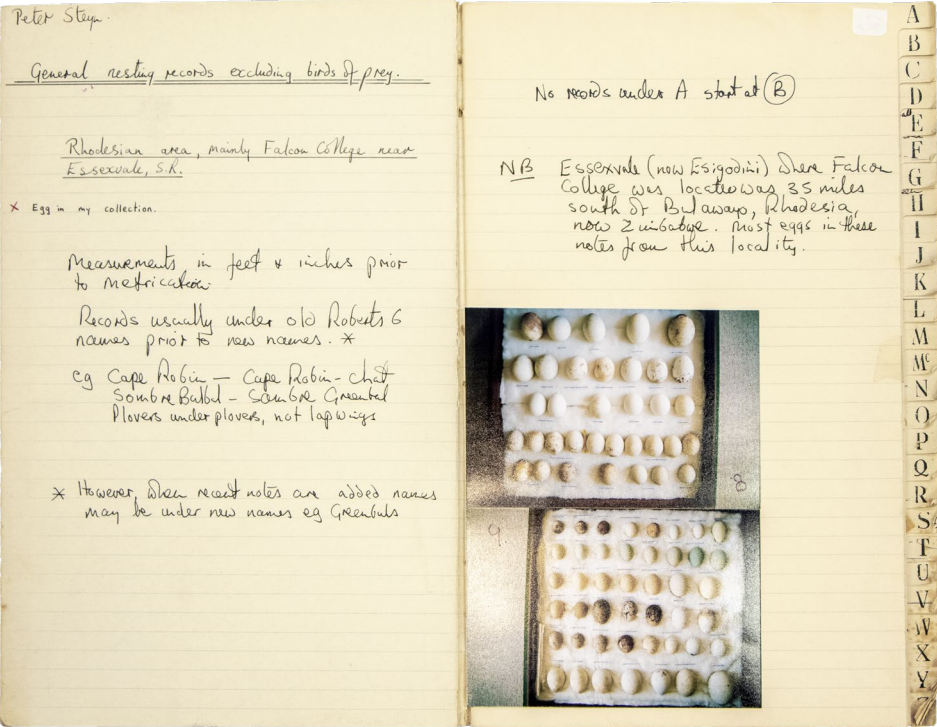 Peter Steyn.
General nesting records excluding birds of prey.
Rhodesian area, mainly Falcon College near
Essexvale, S.R.
× Egg in my collection.
Measurements in feet & inches prior
to metrication.
Records usually under old Roberts 6
names prior to new names. *
eg Cape Robin — Cape Robin-chat
Sombre Bulbul - Sombre Greenbul
Plovers under plovers, not lapwings
* However, when recent notes are added names
may be under new names eg Greenbuls
No records under A start at B
NB Essexvale (now Esigodini) where Falcon
College was located was 35 miles
south of Bulawayo, Rhodesia,
now Zimbabwe. Most eggs in these
notes from this locality.
8
9.
A
B
C
D
E
F
G
H
I
J
K
L
M
Mc
N
O
P
Q
R
S
T
U
V
W
X
Y